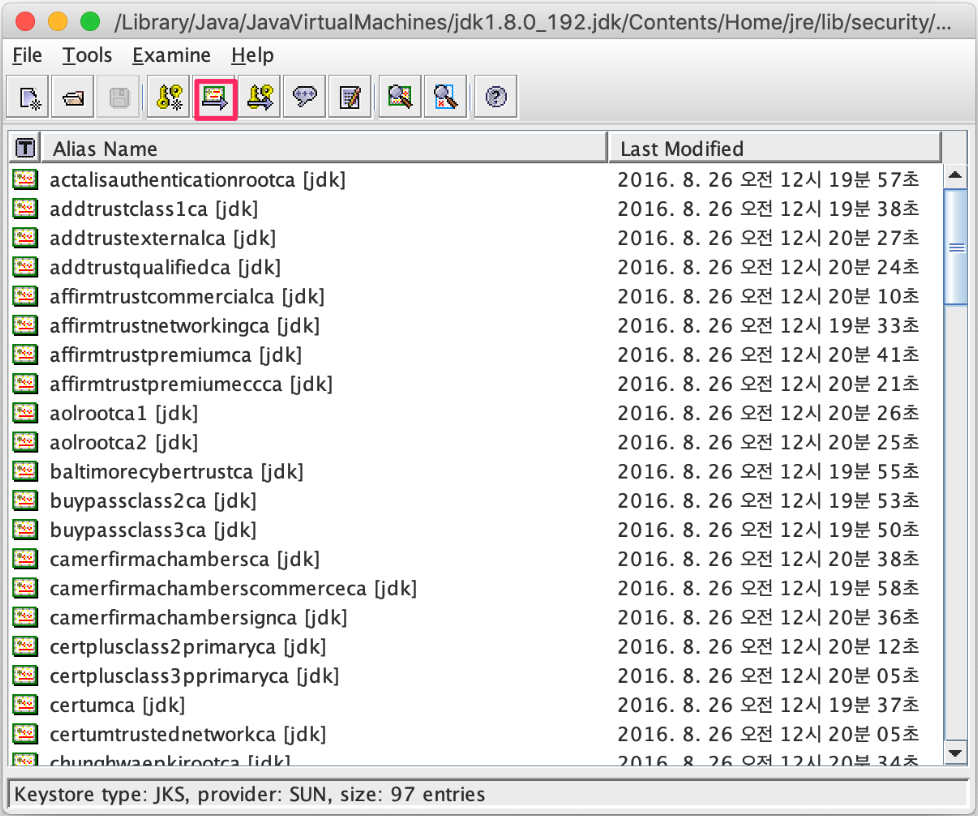 /Library/Java/JavaVirtualMachines/jdk1.8.0_192.jdk/Contents/Home/jre/lib/security/...
File Tools Examine Help
T Alias Name Last Modified
actalisauthenticationrootca [jdk] 2016. 8. 26 오전 12시 19분 57초
addtrustclass1ca [jdk] 2016. 8. 26 오전 12시 19분 38초
addtrustexternalca [jdk] 2016. 8. 26 오전 12시 20분 27초
addtrustqualifiedca [jdk] 2016. 8. 26 오전 12시 20분 24초
affirmtrustcommercialca [jdk] 2016. 8. 26 오전 12시 20분 10초
affirmtrustnetworkingca [jdk] 2016. 8. 26 오전 12시 19분 33초
affirmtrustpremiumca [jdk] 2016. 8. 26 오전 12시 20분 41초
affirmtrustpremiumeccca [jdk] 2016. 8. 26 오전 12시 20분 21초
aolrootca1 [jdk] 2016. 8. 26 오전 12시 20분 26초
aolrootca2 [jdk] 2016. 8. 26 오전 12시 20분 25초
baltimorecybertrustca [jdk] 2016. 8. 26 오전 12시 19분 55초
buypassclass2ca [jdk] 2016. 8. 26 오전 12시 19분 53초
buypassclass3ca [jdk] 2016. 8. 26 오전 12시 19분 50초
camerfirmachambersca [jdk] 2016. 8. 26 오전 12시 20분 38초
camerfirmachamberscommerceca [jdk] 2016. 8. 26 오전 12시 19분 58초
camerfirmachambersignca [jdk] 2016. 8. 26 오전 12시 20분 36초
certplusclass2primaryca [jdk] 2016. 8. 26 오전 12시 20분 12초
certplusclass3pprimaryca [jdk] 2016. 8. 26 오전 12시 20분 05초
certumca [jdk] 2016. 8. 26 오전 12시 19분 37초
certumtrustednetworkca [jdk] 2016. 8. 26 오전 12시 20분 05초
chunghwaepkirootca [jdk] 2016. 8. 26 오전 12시 20분 34초
Keystore type: JKS, provider: SUN, size: 97 entries